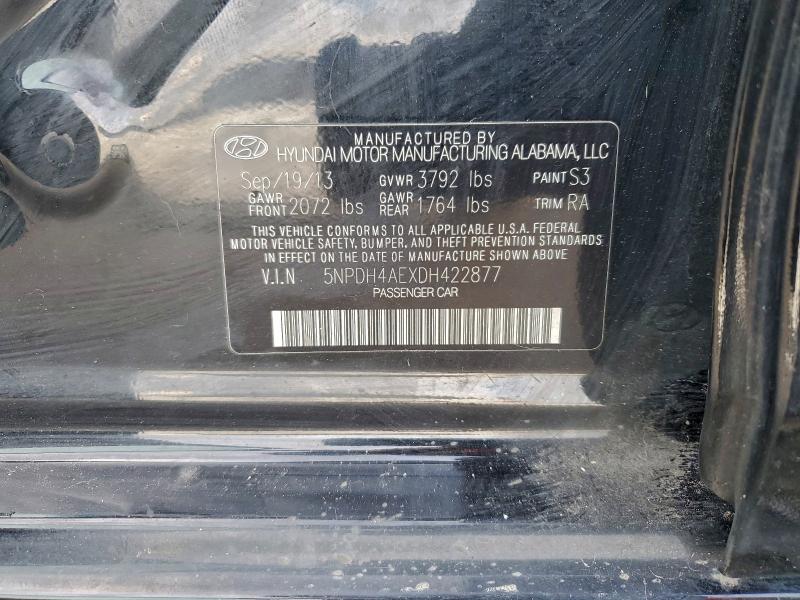 MANUFACTURED BY
HYUNDAI MOTOR MANUFACTURING ALABAMA, LLC
Sep/19/13 GVWR 3792 lbs PAINT S3
GAWR FRONT 2072 lbs GAWR REAR 1764 lbs TRIM RA
THIS VEHICLE CONFORMS TO ALL APPLICABLE U.S.A. FEDERAL
MOTOR VEHICLE SAFETY, BUMPER, AND THEFT PREVENTION STANDARDS
IN EFFECT ON THE DATE OF MANUFACTURE SHOWN ABOVE
V.I.N 5NPDH4AEXDH422877
PASSENGER CAR